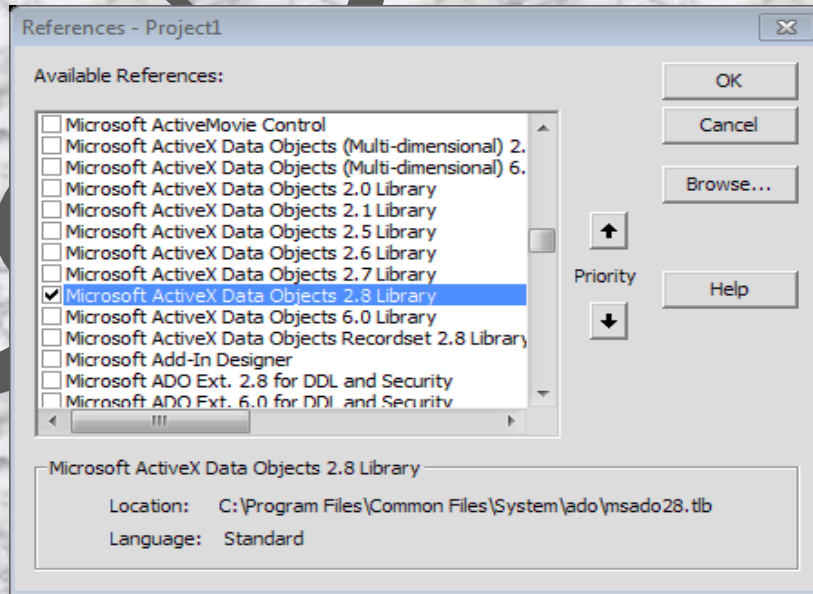 References - Project1
Available References:
OK
Cancel
Browse...
Priority
Help
Microsoft ActiveMovie Control
Microsoft ActiveX Data Objects (Multi-dimensional) 2.
Microsoft ActiveX Data Objects (Multi-dimensional) 6.
Microsoft ActiveX Data Objects 2.0 Library
Microsoft ActiveX Data Objects 2.1 Library
Microsoft ActiveX Data Objects 2.5 Library
Microsoft ActiveX Data Objects 2.6 Library
Microsoft ActiveX Data Objects 2.7 Library
Microsoft ActiveX Data Objects 2.8 Library
Microsoft ActiveX Data Objects 6.0 Library
Microsoft ActiveX Data Objects Recordset 2.8 Library
Microsoft Add-In Designer
Microsoft ADO Ext. 2.8 for DDL and Security
Microsoft ADO Ext. 6.0 for DDL and Security
Microsoft ActiveX Data Objects 2.8 Library
Location: C:\Program Files\Common Files\System\ado\msado28.tlb
Language: Standard